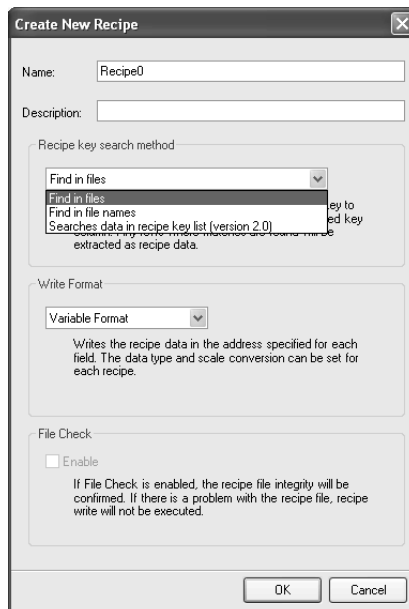 Create New Recipe
Name: Recipe0
Description:
Recipe key search method
Find in files
Find in files
Find in file names
Searches data in recipe key list (version 2.0)
ey to
ed key
extracted as recipe data.
Write Format
Variable Format
Writes the recipe data in the address specified for each
field. The data type and scale conversion can be set for
each recipe.
File Check
Enable
If File Check is enabled, the recipe file integrity will be
confirmed. If there is a problem with the recipe file, recipe
write will not be executed.
OK Cancel